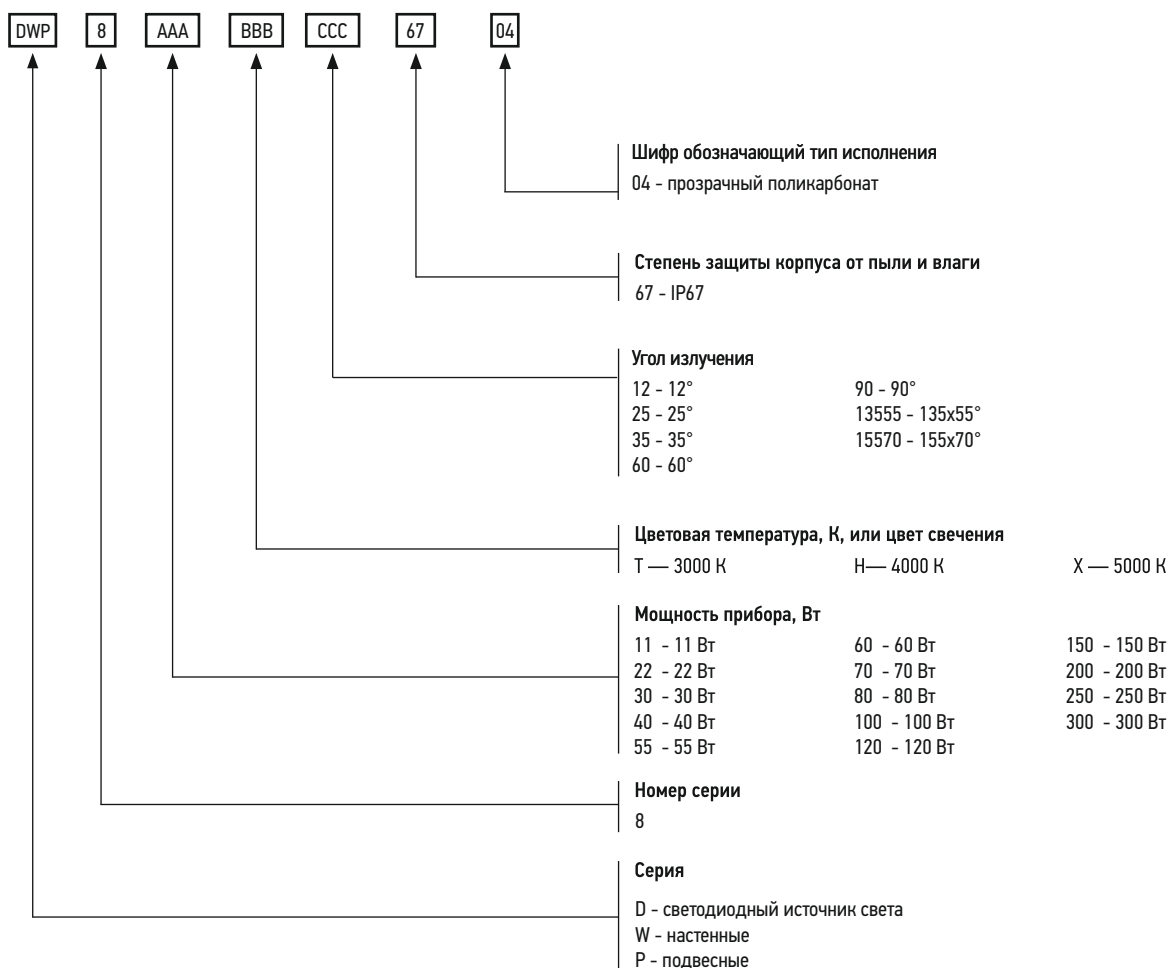 DWP 8 AAA BBB CCC 67 04
Шифр обозначающий тип исполнения
04 - прозрачный поликарбонат
Степень защиты корпуса от пыли и влаги
67 - IP67
Угол излучения
12 - 12° 90 - 90°
25 - 25° 13555 - 135x55°
35 - 35° 15570 - 155x70°
60 - 60°
Цветовая температура, К, или цвет свечения
Т — 3000 К Н— 4000 К Х — 5000 К
Мощность прибора, Вт
11 - 11 Вт 60 - 60 Вт 150 - 150 Вт
22 - 22 Вт 70 - 70 Вт 200 - 200 Вт
30 - 30 Вт 80 - 80 Вт 250 - 250 Вт
40 - 40 Вт 100 - 100 Вт 300 - 300 Вт
55 - 55 Вт 120 - 120 Вт
Номер серии
8
Серия
D - светодиодный источник света
W - настенные
P - подвесные